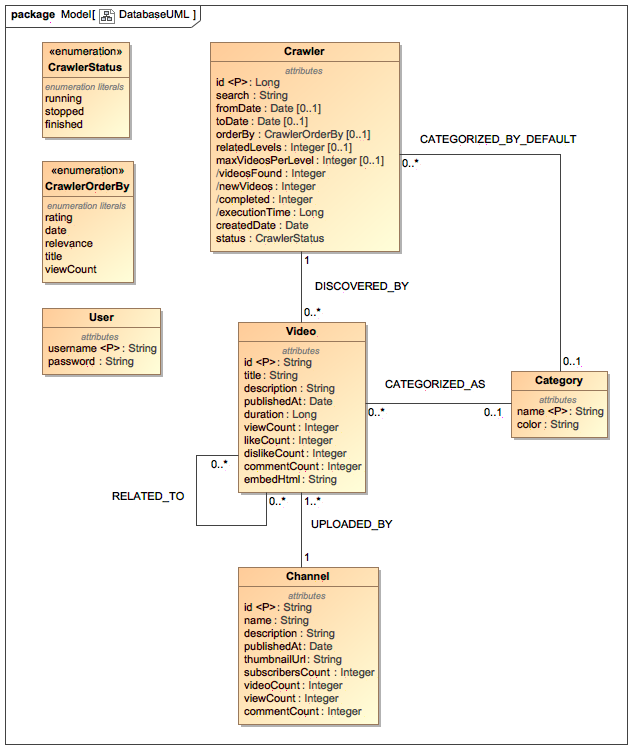 package Model[ DatabaseUML ]
«enumeration»
CrawlerStatus
enumeration literals
running
stopped
finished
«enumeration»
CrawlerOrderBy
enumeration literals
rating
date
relevance
title
viewCount
User
attributes
username <P> : String
password : String
Crawler
attributes
id <P> : Long
search : String
fromDate : Date [0..1]
toDate : Date [0..1]
orderBy : CrawlerOrderBy [0..1]
relatedLevels : Integer [0..1]
maxVideosPerLevel : Integer [0..1]
/videosFound : Integer
/newVideos : Integer
/completed : Integer
/executionTime : Long
createdDate : Date
status : CrawlerStatus
CATEGORIZED_BY_DEFAULT
0..*
0..1
1
DISCOVERED_BY
0..*
Video
attributes
id <P> : String
title : String
description : String
publishedAt : Date
duration : Long
viewCount : Integer
likeCount : Integer
dislikeCount : Integer
commentCount : Integer
embedHtml : String
CATEGORIZED_AS
0..*
0..1
Category
attributes
name <P> : String
color : String
0..*
RELATED_TO
0..*
1..*
UPLOADED_BY
1
Channel
attributes
id <P> : String
name : String
description : String
publishedAt : Date
thumbnailUrl : String
subscribersCount : Integer
videoCount : Integer
viewCount : Integer
commentCount : Integer